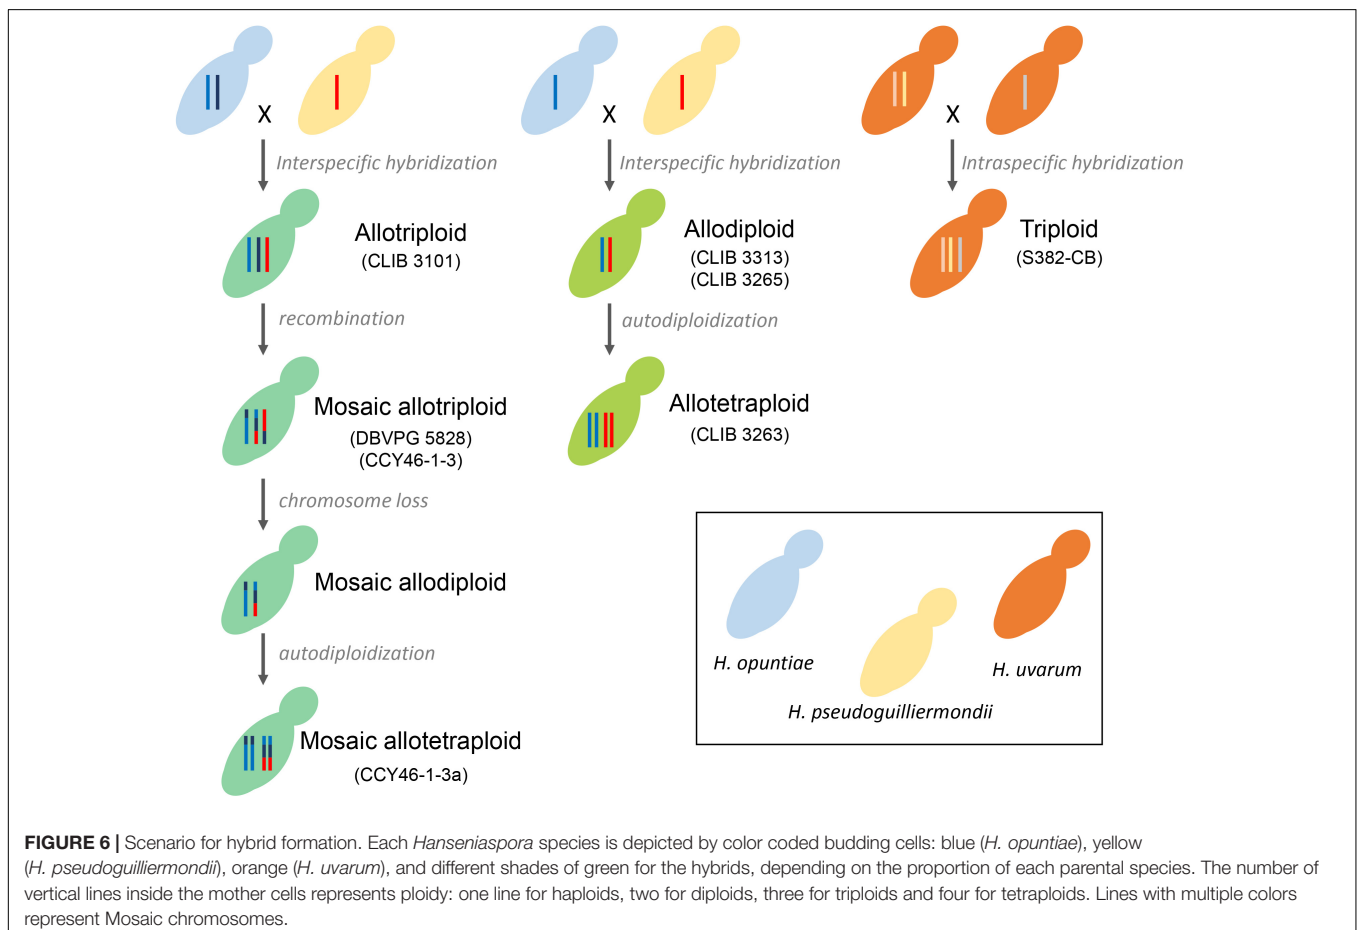 X
Interspecific hybridization
Allotriploid
(CLIB 3101)
recombination
Mosaic allotriploid
(DBVPG 5828)
(CCY46-1-3)
chromosome loss
Mosaic allodiploid
autodiploidization
Mosaic allotetraploid
(CCY46-1-3a)
X
Interspecific hybridization
Allodiploid
(CLIB 3313)
(CLIB 3265)
autodiploidization
Allotetraploid
(CLIB 3263)
X
Intraspecific hybridization
Triploid
(S382-CB)
H. opuntiae
H. pseudoguilliermondii
H. uvarum
FIGURE 6 | Scenario for hybrid formation. Each Hanseniaspora species is depicted by color coded budding cells: blue (H. opuntiae), yellow
(H. pseudoguilliermondii), orange (H. uvarum), and different shades of green for the hybrids, depending on the proportion of each parental species. The number of
vertical lines inside the mother cells represents ploidy: one line for haploids, two for diploids, three for triploids and four for tetraploids. Lines with multiple colors
represent Mosaic chromosomes.